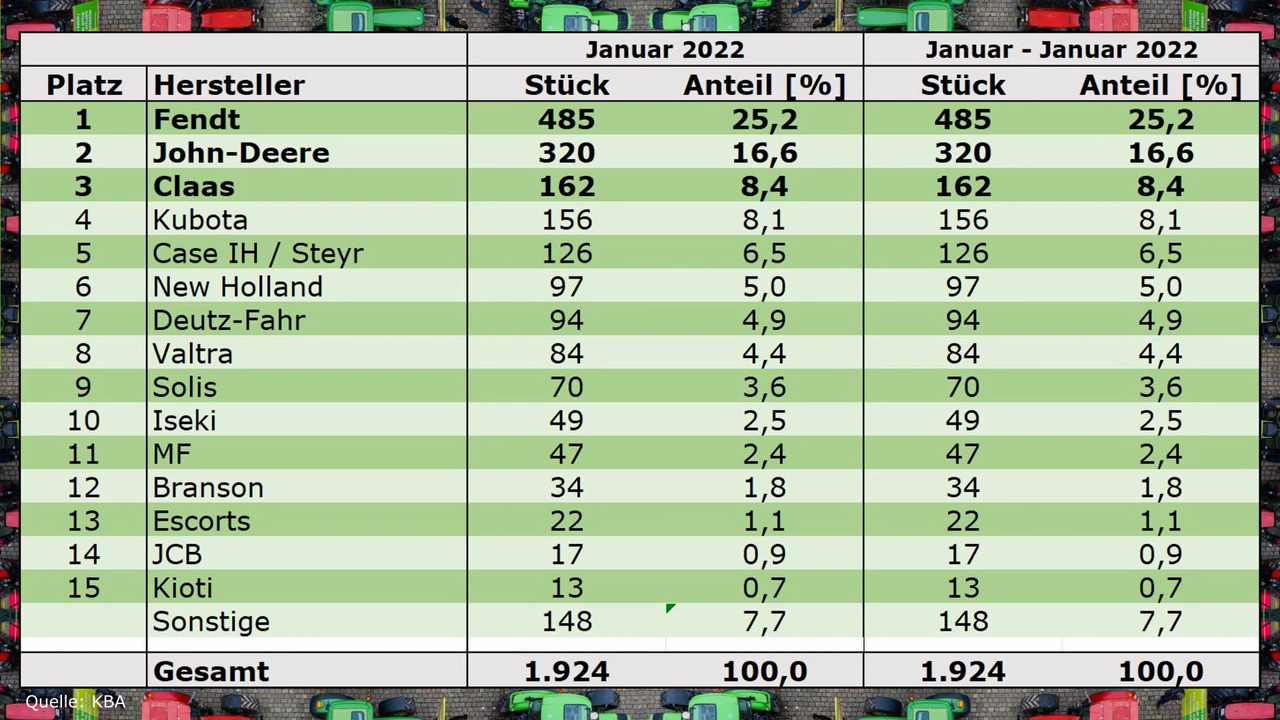 Januar 2022 Januar - Januar 2022
Platz Hersteller Stück Anteil [%] Stück Anteil [%]
1 Fendt 485 25,2 485 25,2
2 John-Deere 320 16,6 320 16,6
3 Claas 162 8,4 162 8,4
4 Kubota 156 8,1 156 8,1
5 Case IH / Steyr 126 6,5 126 6,5
6 New Holland 97 5,0 97 5,0
7 Deutz-Fahr 94 4,9 94 4,9
8 Valtra 84 4,4 84 4,4
9 Solis 70 3,6 70 3,6
10 Iseki 49 2,5 49 2,5
11 MF 47 2,4 47 2,4
12 Branson 34 1,8 34 1,8
13 Escorts 22 1,1 22 1,1
14 JCB 17 0,9 17 0,9
15 Kioti 13 0,7 13 0,7
Sonstige 148 7,7 148 7,7
Gesamt 1.924 100,0 1.924 100,0
Quelle: KBA